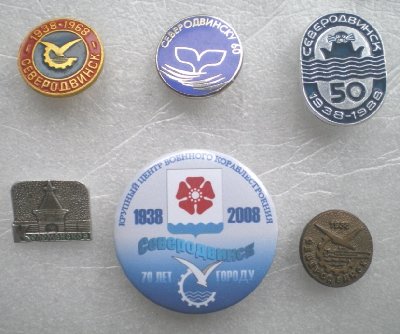 1938-1968
СЕВЕРОДВИНСК
СЕВЕРОДВИНСКУ 60
СЕВЕРОДВИНСК
50
1938-1988
КРУПНЫЙ ЦЕНТР ВОЕННОГО КОРАБЛЕСТРОЕНИЯ
1938 2008
Северодвинск
70 ЛЕТ ГОРОДУ
1938